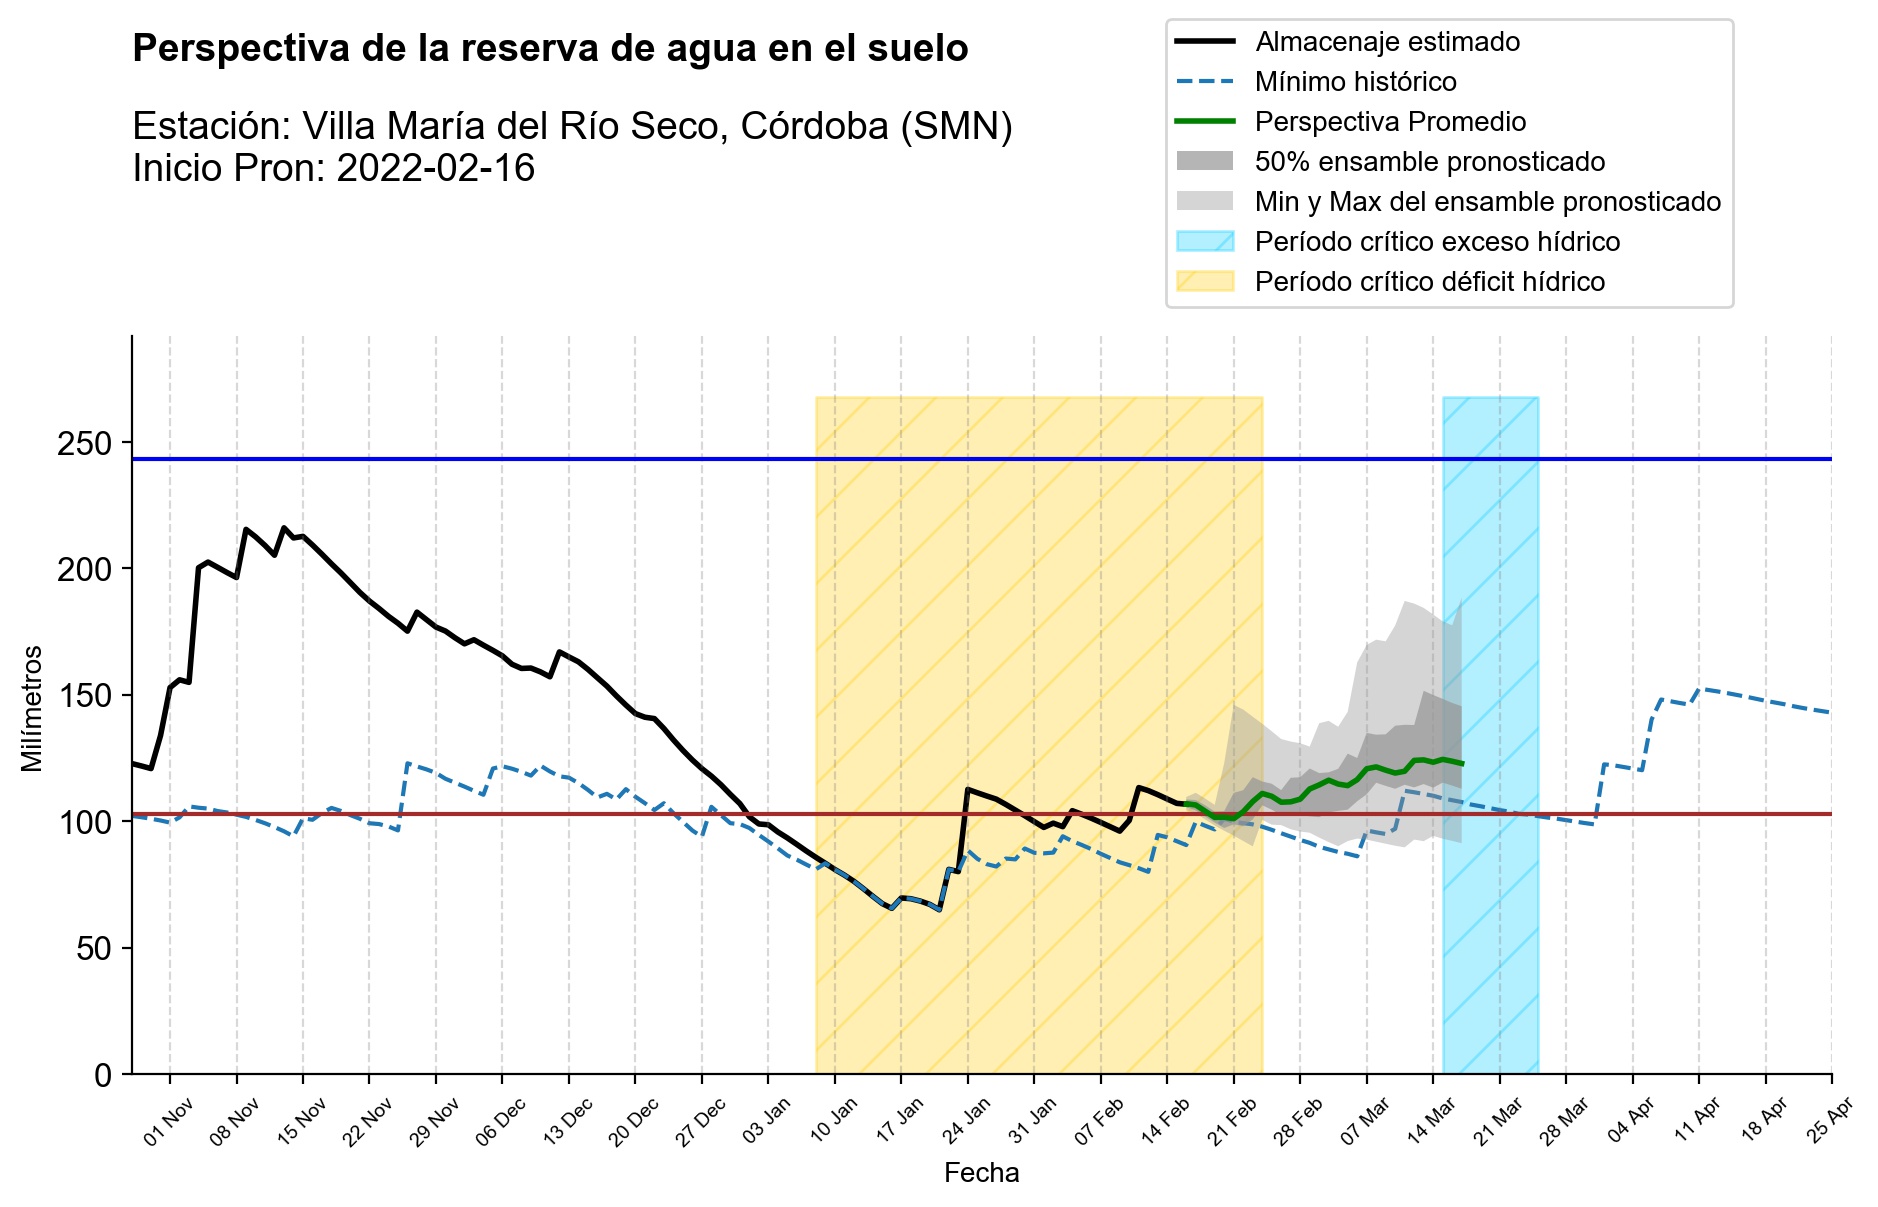 Perspectiva de la reserva de agua en el suelo
Estación: Villa María del Río Seco, Córdoba (SMN)
Inicio Pron: 2022-02-16
Almacenaje estimado
Mínimo histórico
Perspectiva Promedio
50% ensamble pronosticado
Min y Max del ensamble pronosticado
Período crítico exceso hídrico
Período crítico déficit hídrico
250
200
150
100
50
0
Milímetros
01 Nov
08 Nov
15 Nov
22 Nov
29 Nov
06 Dec
13 Dec
20 Dec
27 Dec
03 Jan
10 Jan
17 Jan
24 Jan
31 Jan
07 Feb
14 Feb
21 Feb
28 Feb
07 Mar
14 Mar
21 Mar
28 Mar
04 Apr
11 Apr
18 Apr
25 Apr
Fecha